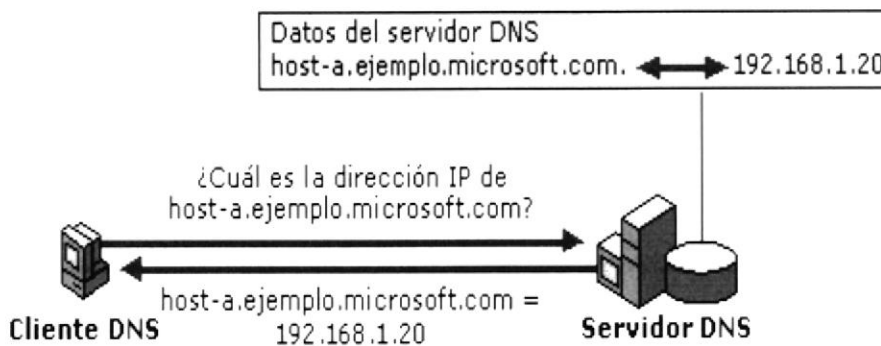 Datos del servidor DNS
host-a.ejemplo.microsoft.com. 192.168.1.20
¿Cuál es la dirección IP de
host-a.ejemplo.microsoft.com?
host-a.ejemplo.microsoft.com =
192.168.1.20
Cliente DNS
Servidor DNS